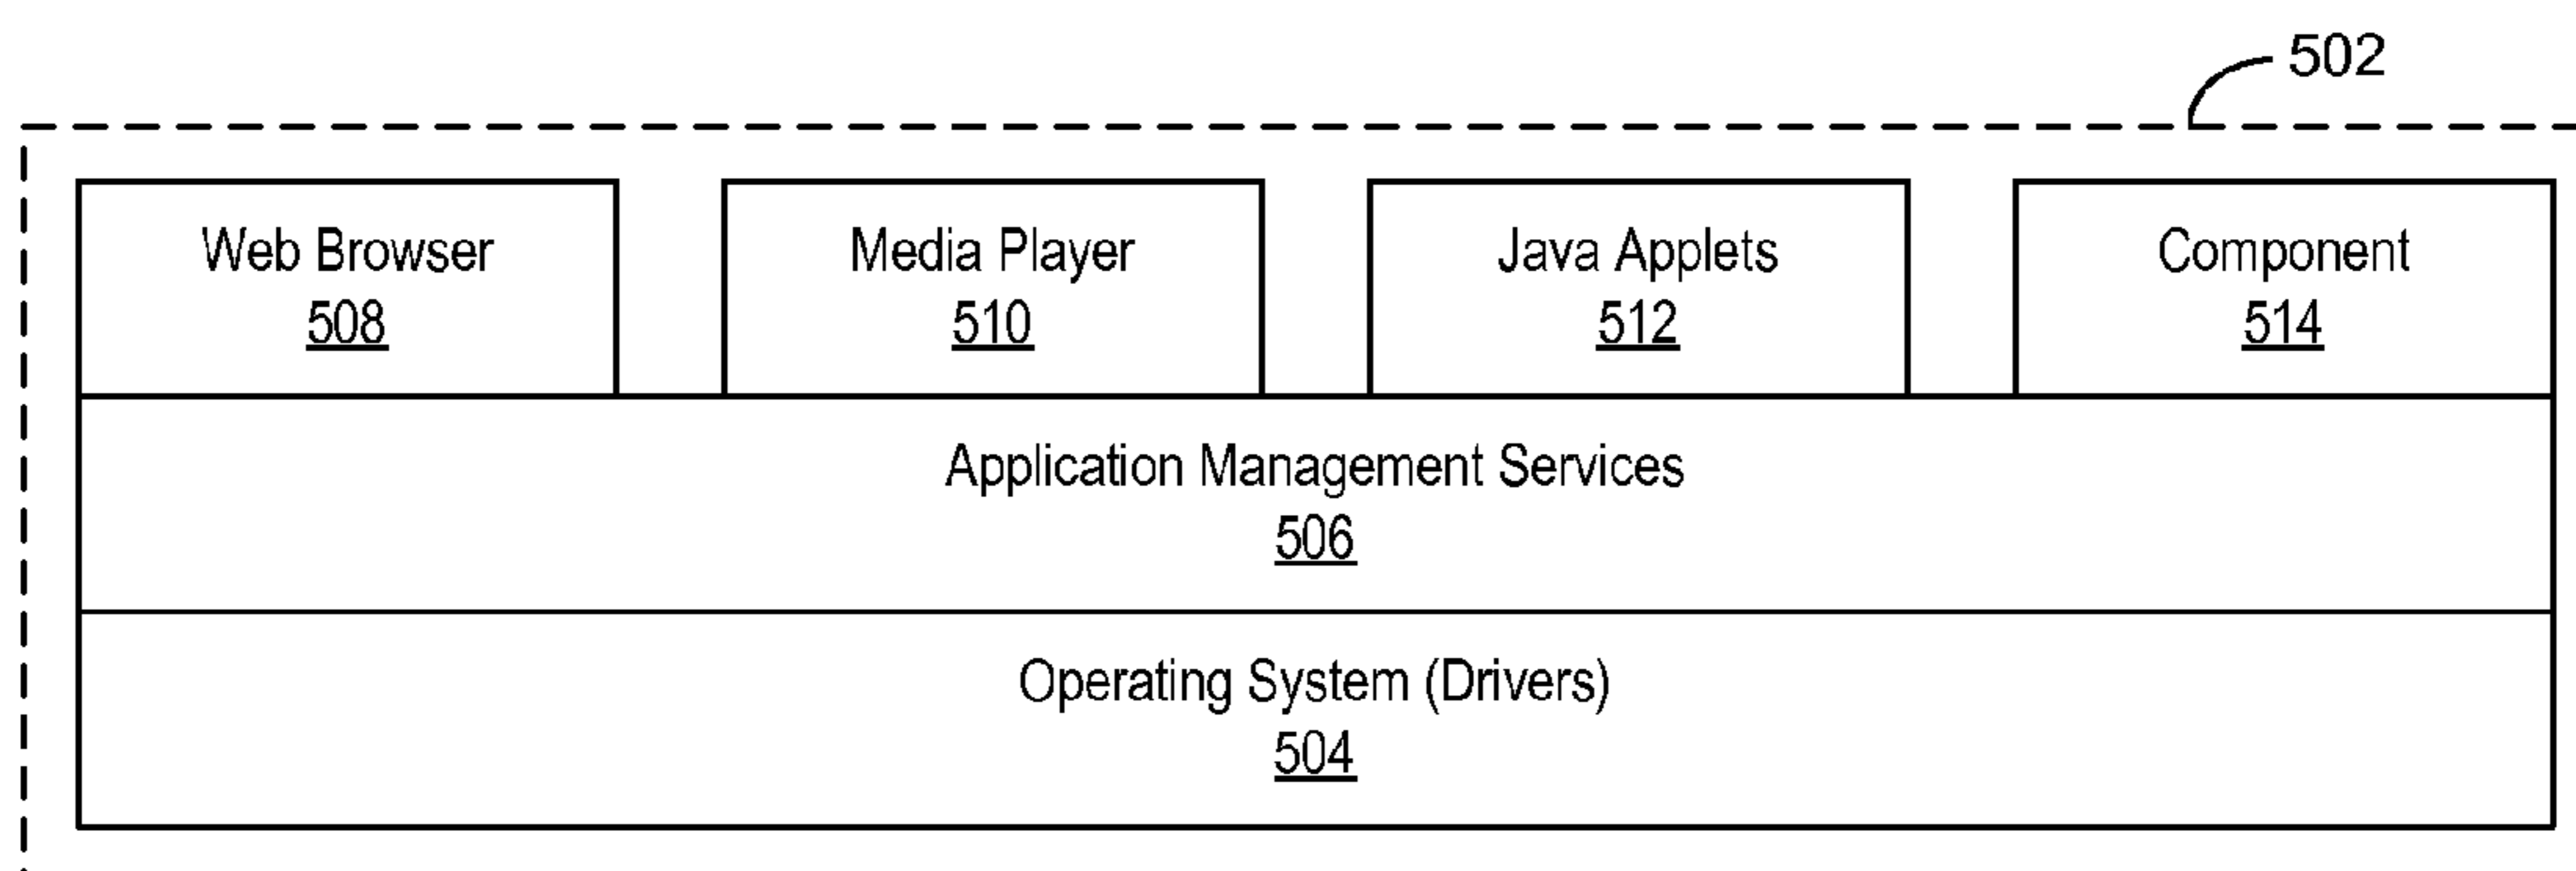 502
Web Browser
508
Media Player
510
Java Applets
512
Component
514
Application Management Services
506
Operating System (Drivers)
504